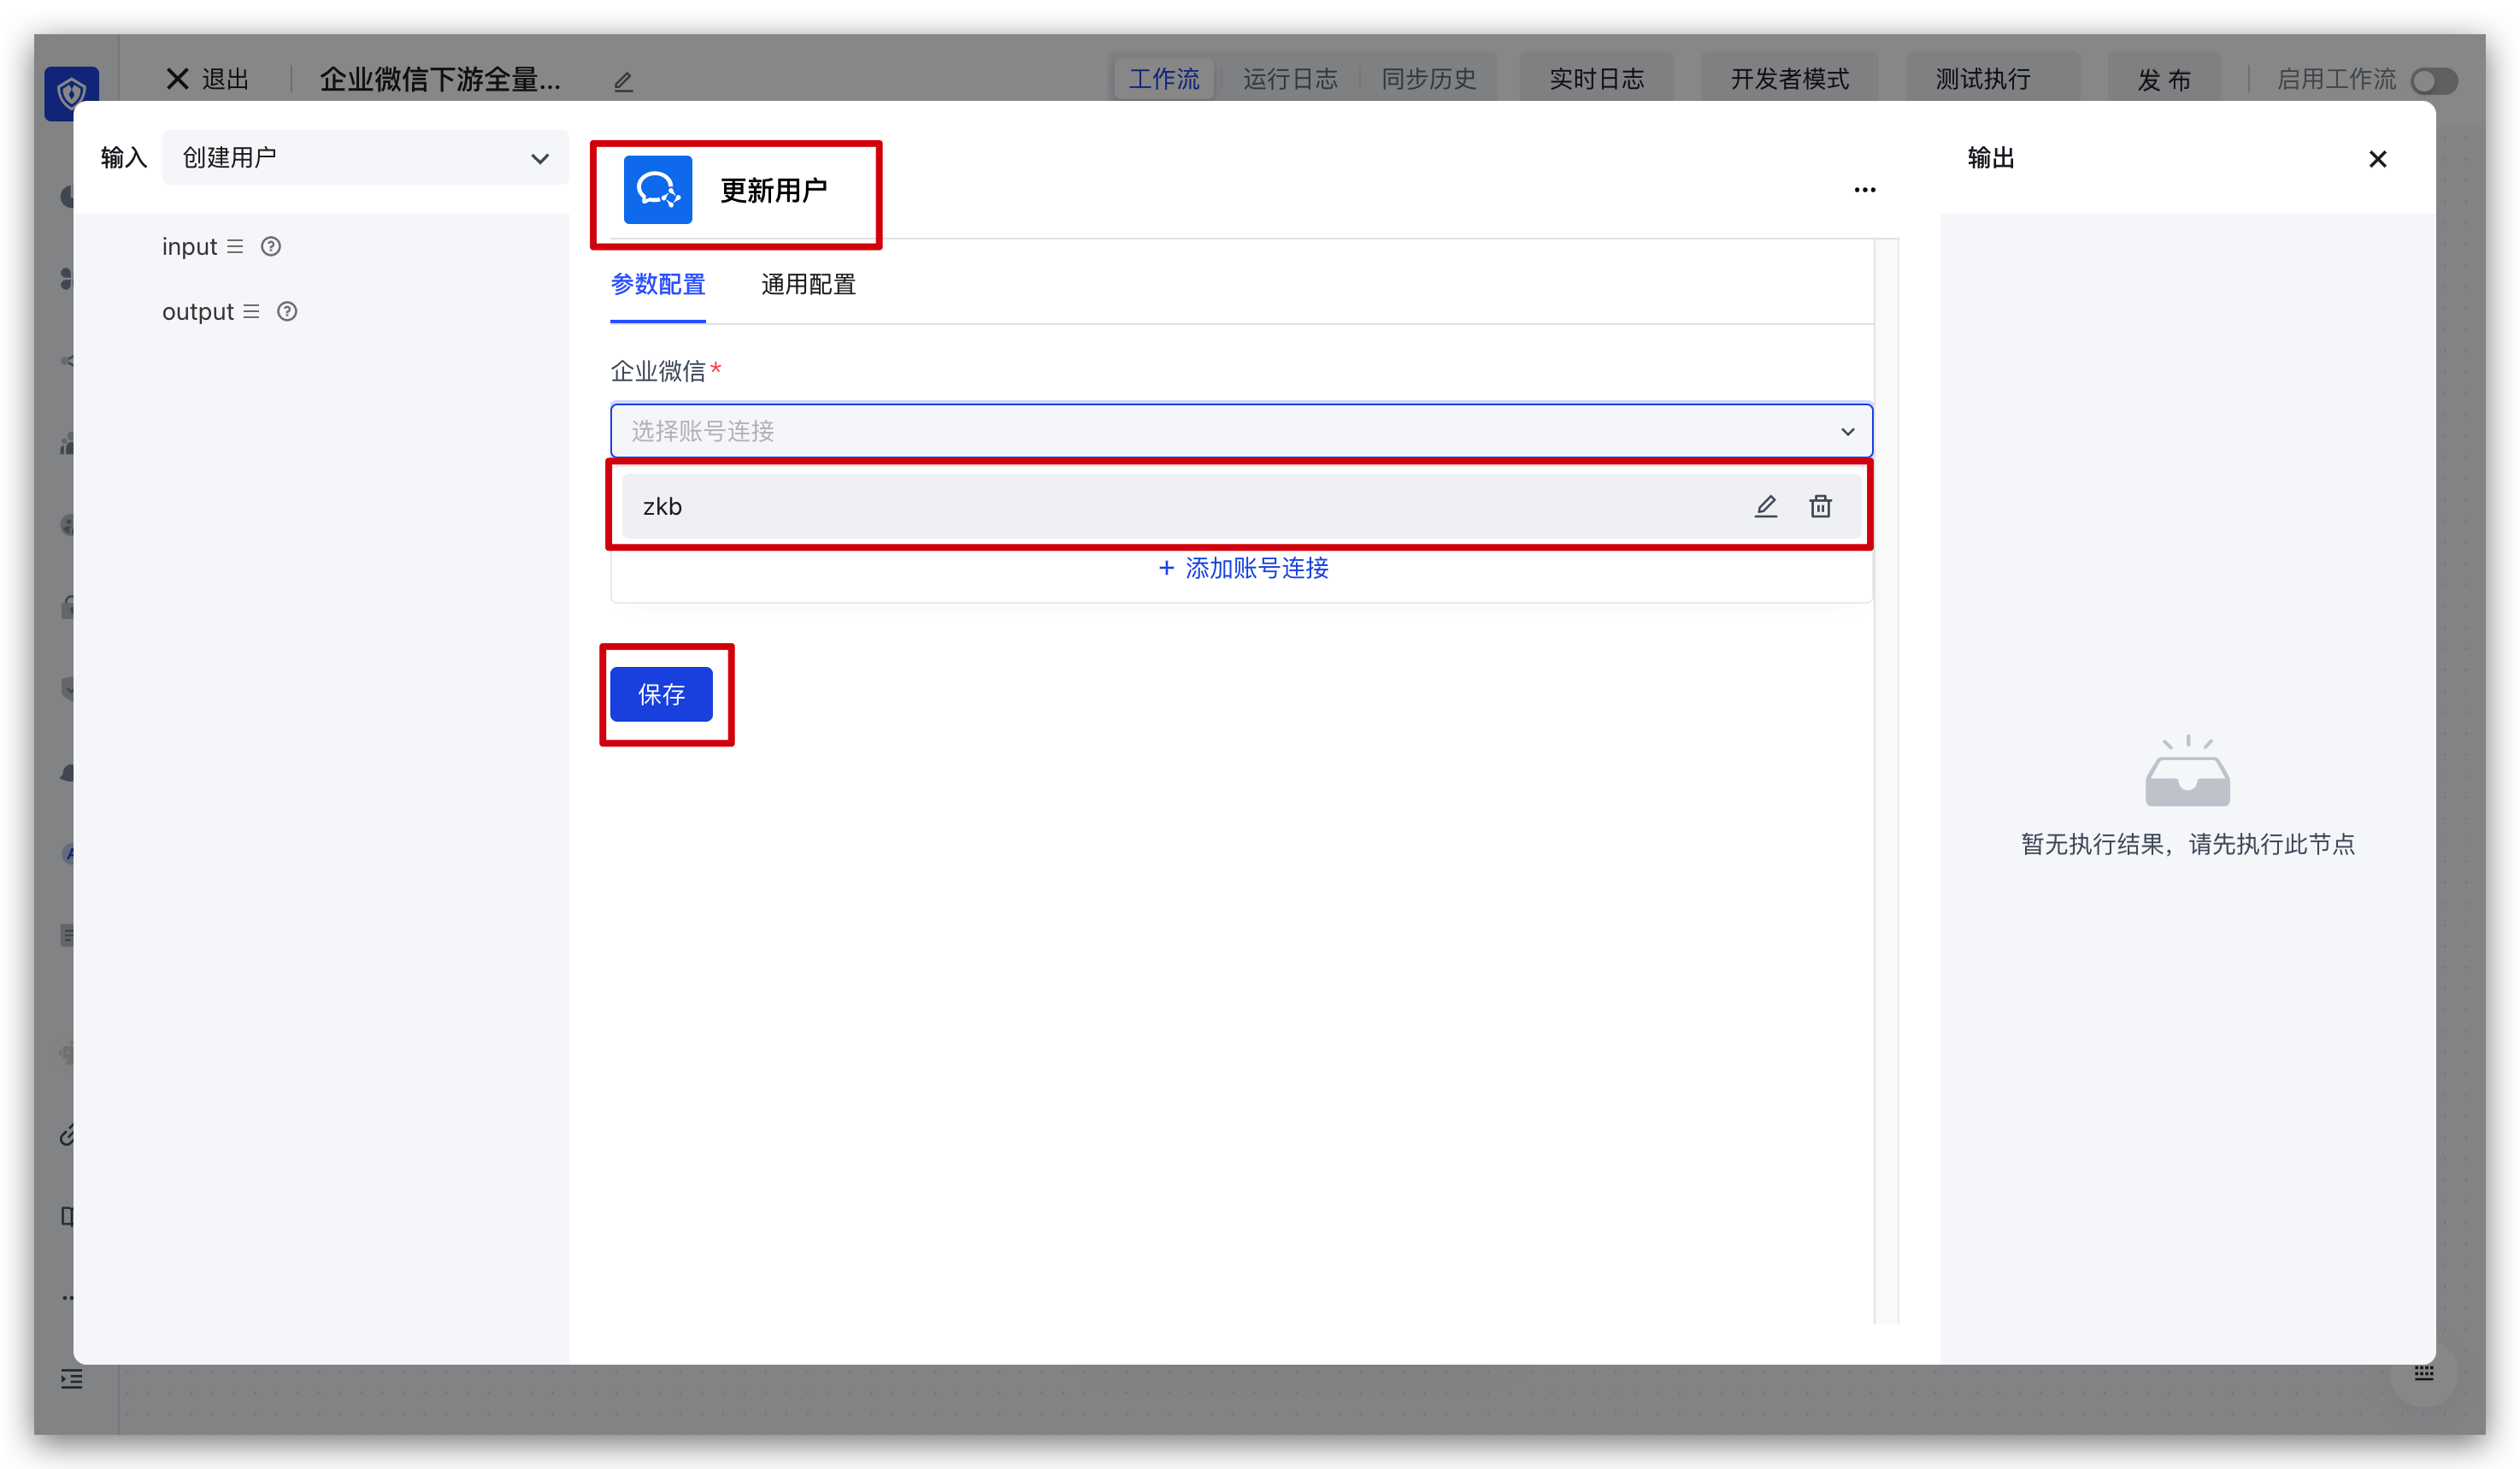 退出
企业微信下游全量...
工作流
运行日志
同步历史
实时日志
开发者模式
测试执行
发布
启用工作流
输入
创建用户
input
output
更新用户
参数配置
通用配置
企业微信*
选择账号连接
zkb
+ 添加账号连接
保存
输出
暂无执行结果，请先执行此节点